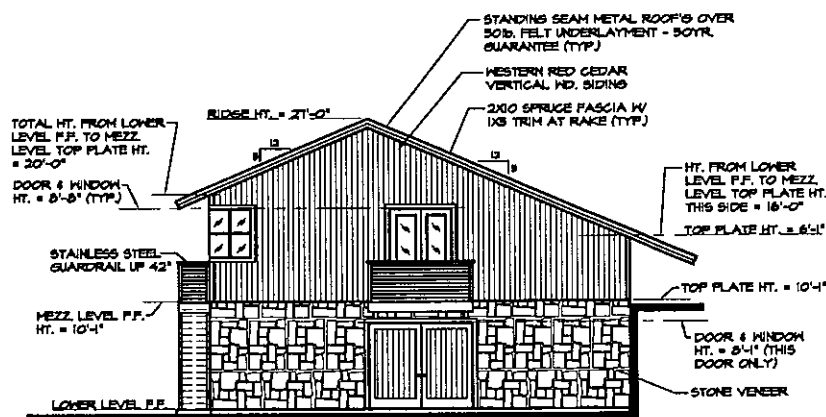 STANDING SEAM METAL ROOF'G OVER
30lb. FELT UNDERLAYMENT - 50YR.
GUARANTEE (TYP.)
WESTERN RED CEDAR
VERTICAL WD. SIDING
2X10 SPRUCE FASCIA W/
1X3 TRIM AT RAKE (TYP.)
RIDGE HT. = 27'-0"
TOTAL HT. FROM LOWER
LEVEL F.F. TO MEZZ.
LEVEL TOP PLATE HT.
= 20'-0"
DOOR & WINDOW
HT. = 8'-8" (TYP.)
12
12
HT. FROM LOWER
LEVEL F.F. TO MEZZ.
LEVEL TOP PLATE HT.
THIS SIDE = 16'-0"
TOP PLATE HT. = 6'-1"
STAINLESS STEEL
GUARDRAIL UP 42"
TOP PLATE HT. = 10'-1"
MEZZ. LEVEL F.F.
HT. = 10'-1"
DOOR & WINDOW
HT. = 8'-1" (THIS
DOOR ONLY)
STONE VENEER
LOWER LEVEL F.F.